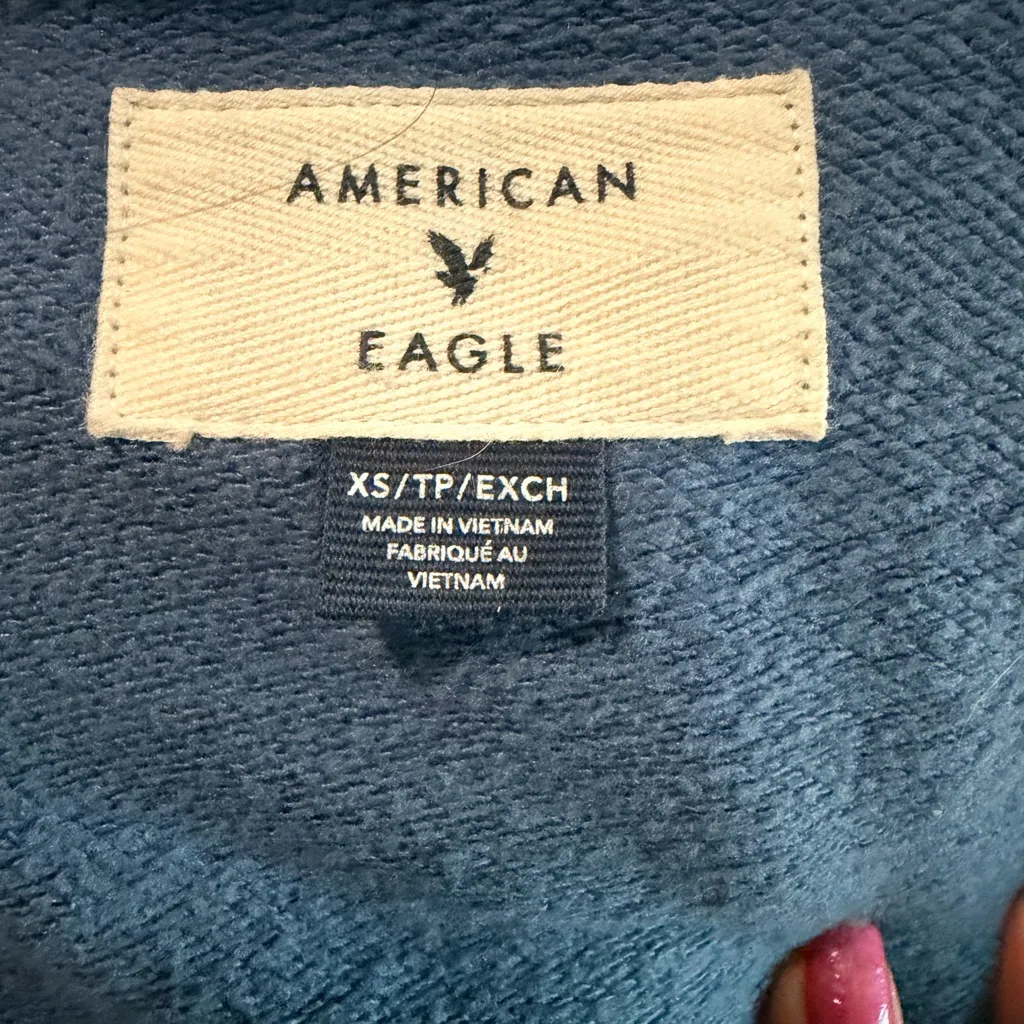 AMERICAN
EAGLE
XS/TP/EXCH
MADE IN VIETNAM
FABRIQUÉ AU
VIETNAM